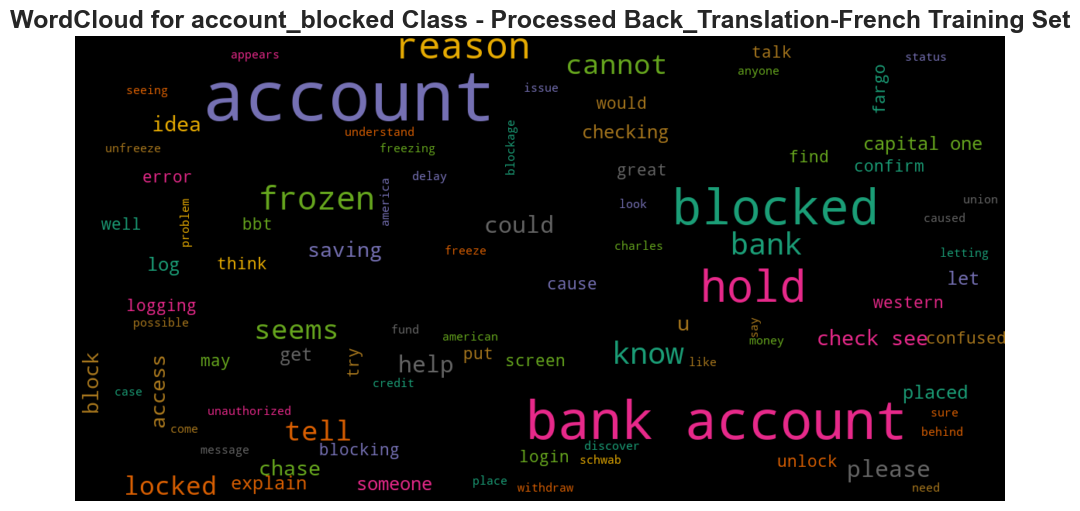 WordCloud for account_blocked Class - Processed Back_Translation-French Training Set
appears
reason
cannot
talk
status
anyone
seeing
account
issue
would
fargo
idea
understand
blockage
checking
capital one
unfreeze
freezing
find
confirm
great
error
delay
frozen
america
look
blocked
union
caused
well
problem
bbt
could
bank
charles
letting
saving
freeze
log
think
cause
hold
let
logging
western
possible
seems
fund
american
u
say
money
check see
confused
block
access
may
get
try
help
put
screen
know
like
case
credit
placed
unauthorized
bank account
sure
come
tell
behind
message
blocking
discover
login
schwab
unlock
chase
please
locked
explain
someone
place
withdraw
need